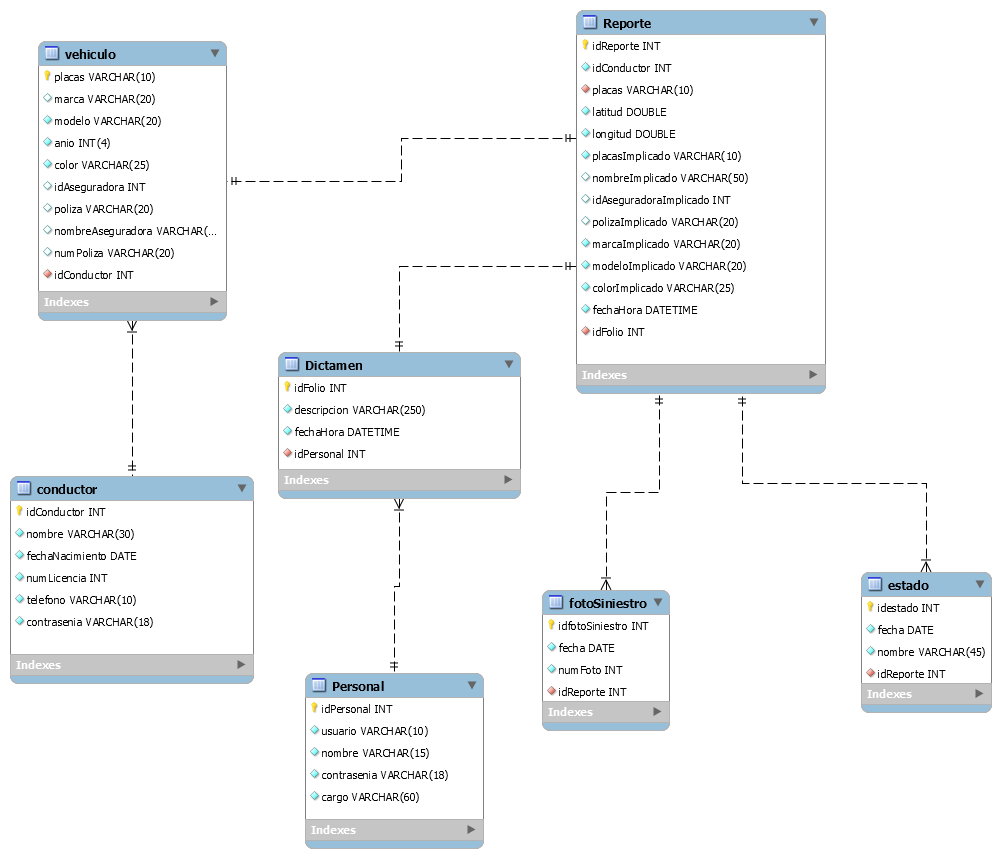 vehiculo
placas VARCHAR(10)
marca VARCHAR(20)
modelo VARCHAR(20)
anio INT(4)
color VARCHAR(25)
idAseguradora INT
poliza VARCHAR(20)
nombreAseguradora VARCHAR(...
numPoliza VARCHAR(20)
idConductor INT
Indexes
Reporte
idReporte INT
idConductor INT
placas VARCHAR(10)
latitud DOUBLE
longitud DOUBLE
placasImplicado VARCHAR(10)
nombreImplicado VARCHAR(50)
idAseguradoraImplicado INT
polizaImplicado VARCHAR(20)
marcaImplicado VARCHAR(20)
modeloImplicado VARCHAR(20)
colorImplicado VARCHAR(25)
fechaHora DATETIME
idFolio INT
Indexes
Dictamen
idFolio INT
descripcion VARCHAR(250)
fechaHora DATETIME
idPersonal INT
Indexes
conductor
idConductor INT
nombre VARCHAR(30)
fechaNacimiento DATE
numLicencia INT
telefono VARCHAR(10)
contrasenia VARCHAR(18)
Indexes
Personal
idPersonal INT
usuario VARCHAR(10)
nombre VARCHAR(15)
contrasenia VARCHAR(18)
cargo VARCHAR(60)
Indexes
fotoSiniestro
idfotoSiniestro INT
fecha DATE
numFoto INT
idReporte INT
Indexes
estado
idestado INT
fecha DATE
nombre VARCHAR(45)
idReporte INT
Indexes